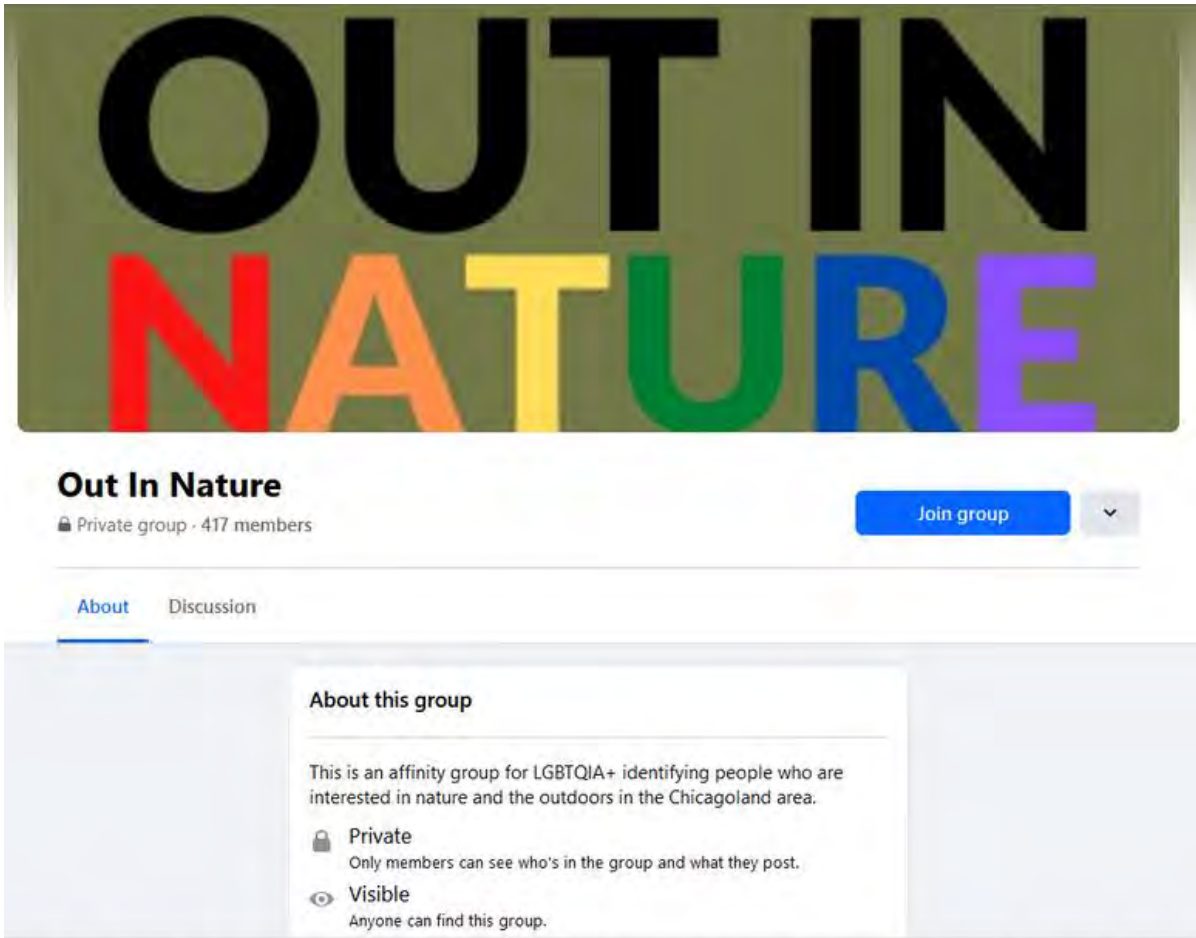 OUT IN
NATURE
Out In Nature
Private group · 417 members
Join group
About
Discussion
About this group
This is an affinity group for LGBTQIA+ identifying people who are
interested in nature and the outdoors in the Chicagoland area.
Private
Only members can see who's in the group and what they post.
Visible
Anyone can find this group.